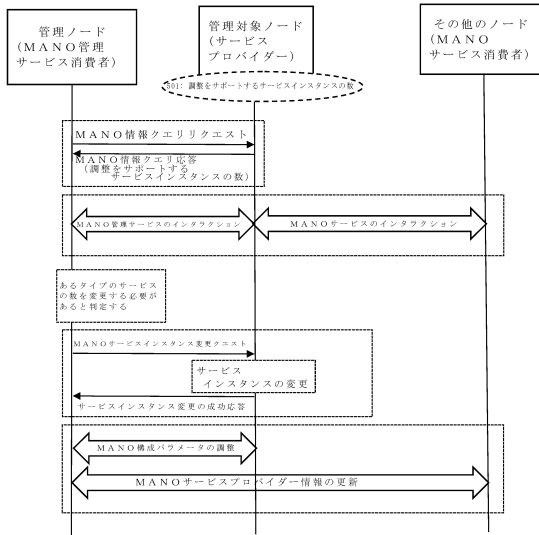 管理ノード
(MANO管理
サービス消費者)
管理対象ノード
(サービス
プロバイダー)
その他のノード
(MANO
サービス消費者)
501: 調整をサポートするサービスインスタンスの数
MANO情報クエリリクエスト
MANO情報クエリ応答
(調整をサポートする
サービスインスタンスの数)
MANO管理サービスのインタラクション
MANOサービスのインタラクション
あるタイプのサービス
の数を変更する必要が
あると判定する
MANOサービスインスタンス変更クエスト
サービス
インスタンスの変更
サービスインスタンス変更の成功応答
MANO構成パラメータの調整
MANOサービスプロバイダー情報の更新